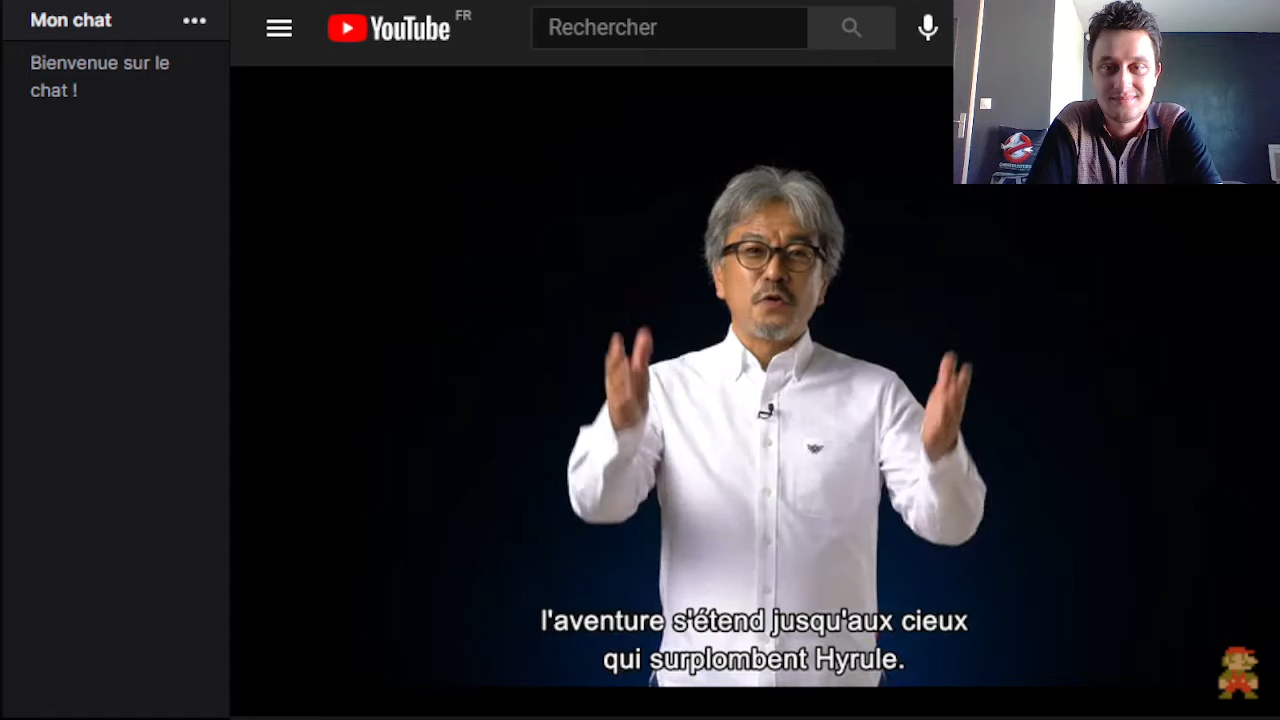 Mon chat
Bienvenue sur le
chat !
YouTube FR
Rechercher
l'aventure s'étend jusqu'aux cieux
qui surplombent Hyrule.